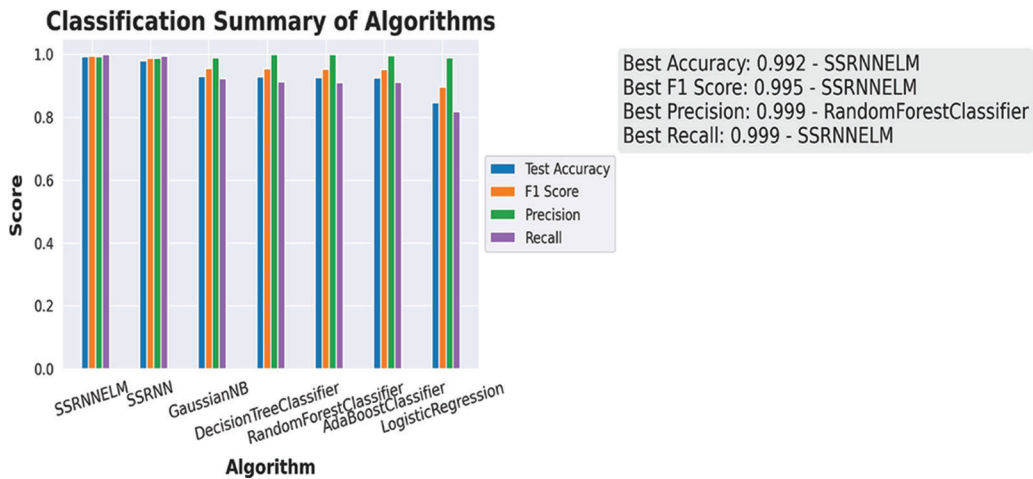 Classification Summary of Algorithms
Score
1.0
0.8
0.6
0.4
0.2
0.0
SSRNNELM
SSRNN
GaussianNB
DecisionTreeClassifier
RandomForestClassifier
AdaBoostClassifier
LogisticRegression
Algorithm
Test Accuracy
F1 Score
Precision
Recall
Best Accuracy: 0.992 - SSRNNELM
Best F1 Score: 0.995 - SSRNNELM
Best Precision: 0.999 - RandomForestClassifier
Best Recall: 0.999 - SSRNNELM